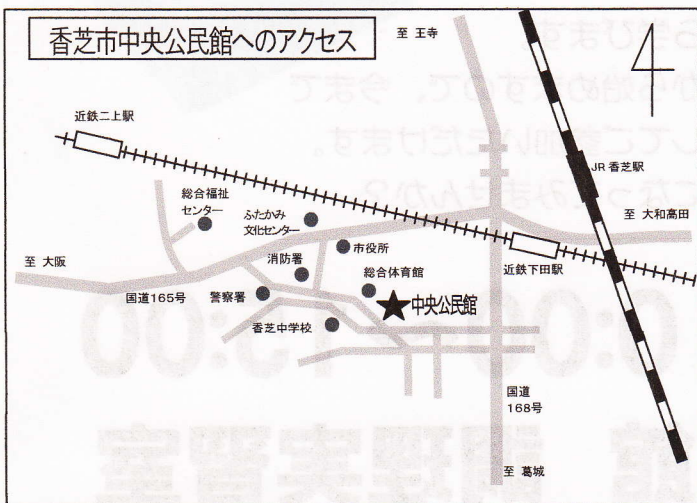 香芝市中央公民館へのアクセス
至 王寺
近鉄二上駅
JR 香芝駅
総合福祉
センター
ふたかみ
文化センター
至 大和高田
市役所
至 大阪
消防署
総合体育館
近鉄下田駅
国道165号
警察署
中央公民館
香芝中学校
国道
168号
至 葛城